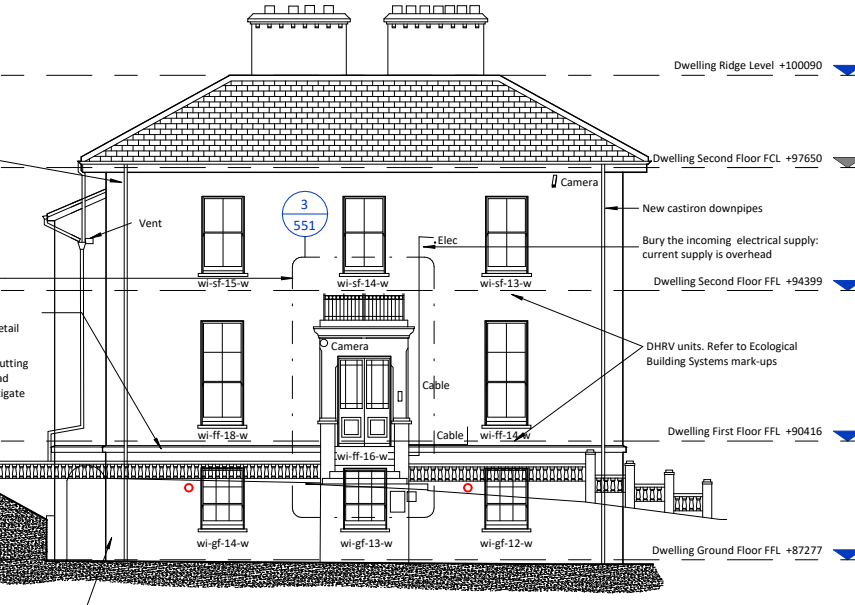 Dwelling Ridge Level +100090
Dwelling Second Floor FCL +97650
Camera
3
551
New castiron downpipes
Vent
Elec
Bury the incoming electrical supply:
current supply is overhead
wi-sf-15-w
wi-sf-14-w
wi-sf-13-w
Dwelling Second Floor FFL +94399
etail
utting
ad
tigate
Camera
DHRV units. Refer to Ecological
Building Systems mark-ups
Cable
wi-ff-18-w
Cable
wi-ff-14-w
Dwelling First Floor FFL +90416
wi-ff-16-w
wi-gf-14-w
wi-gf-13-w
wi-gf-12-w
Dwelling Ground Floor FFL +87277